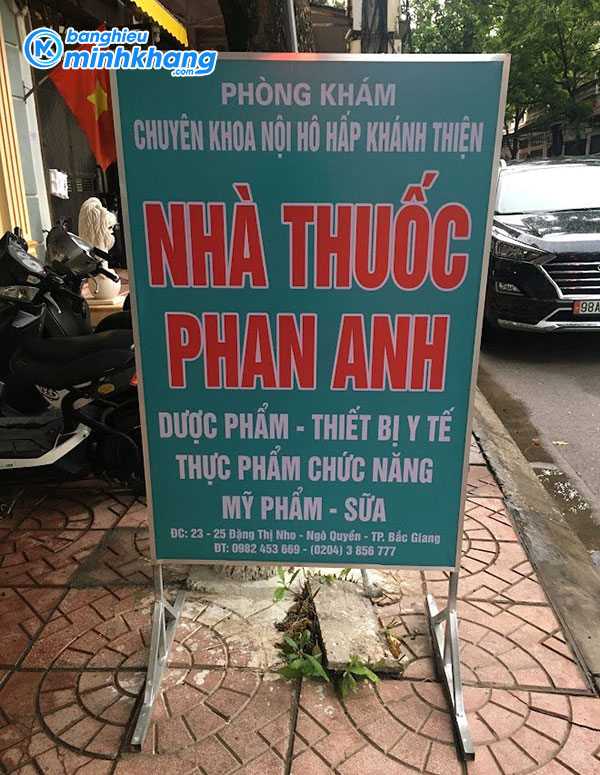 banghieu
minhkhang
.com
PHÒNG KHÁM
CHUYÊN KHOA NỘI HÔ HẤP KHÁNH THIỆN
NHÀ THUỐC
PHAN ANH
DƯỢC PHẨM - THIẾT BỊ Y TẾ
THỰC PHẨM CHỨC NĂNG
MỸ PHẨM - SỮA
ĐC: 23 - 25 Đặng Thị Nho - Ngô Quyền - TP. Bắc Giang
ĐT: 0982 453 669 - (0204) 3 856 777
98A